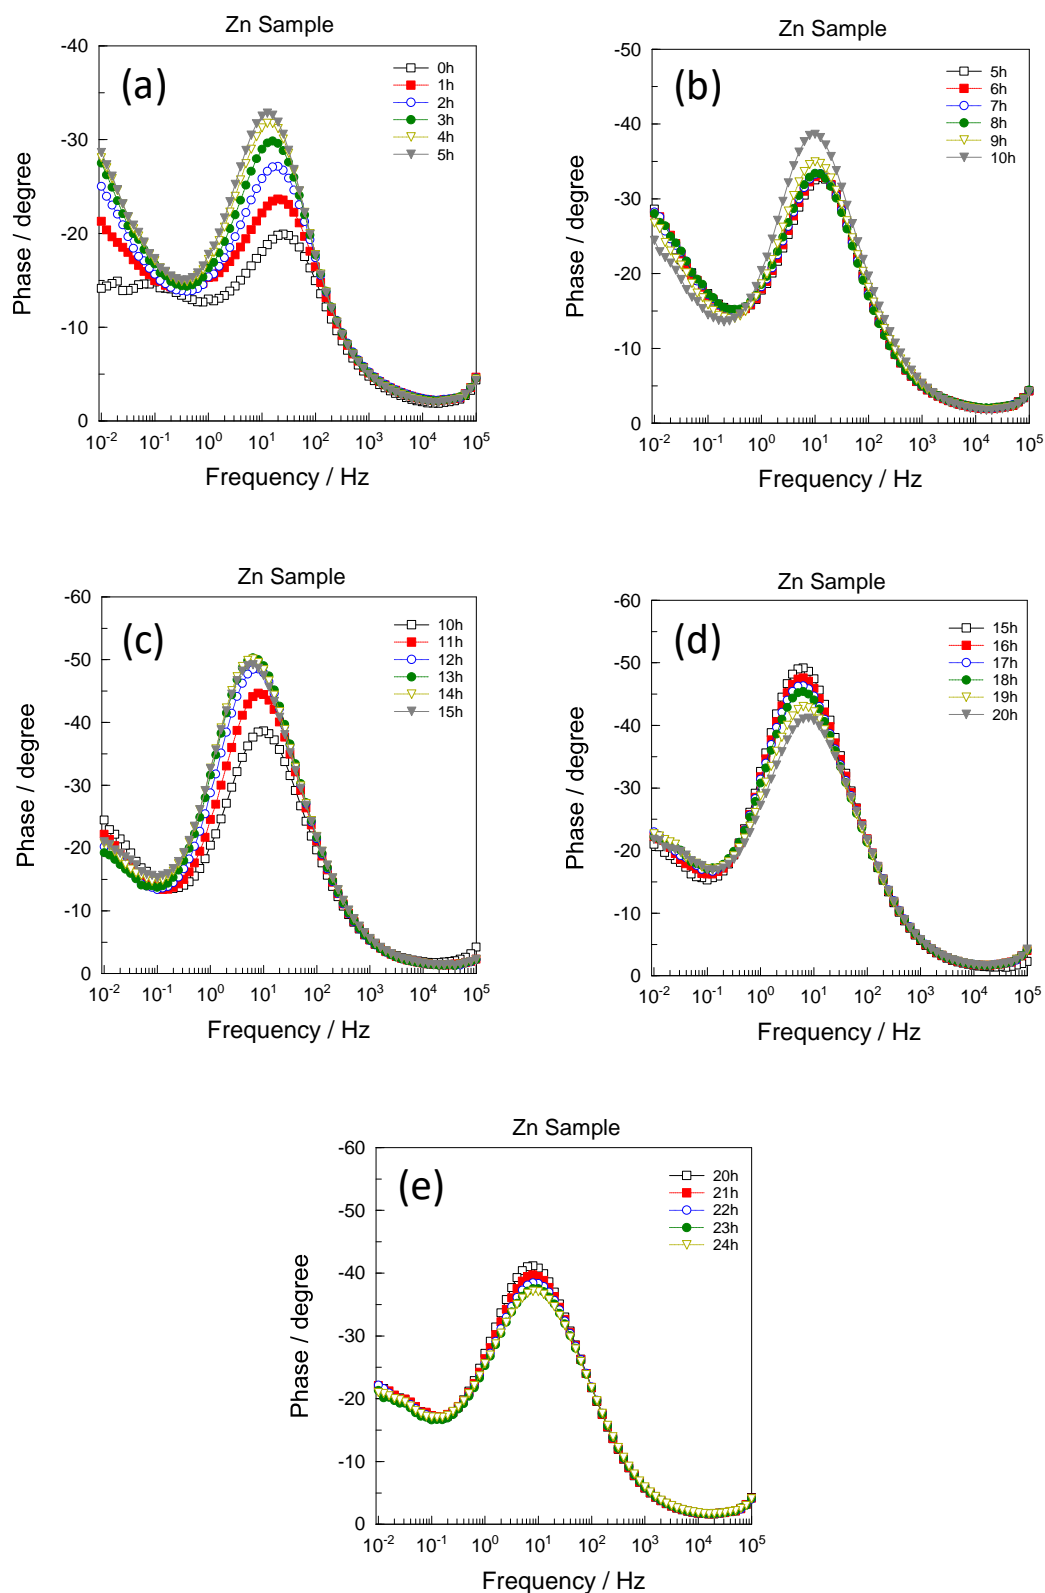 Zn Sample
(a)
0h
1h
2h
3h
4h
5h
-40
-30
-20
-10
0
Phase / degree
10⁻² 10⁻¹ 10⁰ 10¹ 10² 10³ 10⁴ 10⁵
Frequency / Hz
Zn Sample
(b)
5h
6h
7h
8h
9h
10h
-50
-40
-30
-20
-10
0
Phase / degree
10⁻² 10⁻¹ 10⁰ 10¹ 10² 10³ 10⁴ 10⁵
Frequency / Hz
Zn Sample
(c)
10h
11h
12h
13h
14h
15h
-60
-50
-40
-30
-20
-10
0
Phase / degree
10⁻² 10⁻¹ 10⁰ 10¹ 10² 10³ 10⁴ 10⁵
Frequency / Hz
Zn Sample
(d)
15h
16h
17h
18h
19h
20h
-60
-50
-40
-30
-20
-10
0
Phase / degree
10⁻² 10⁻¹ 10⁰ 10¹ 10² 10³ 10⁴ 10⁵
Frequency / Hz
Zn Sample
(e)
20h
21h
22h
23h
24h
-60
-50
-40
-30
-20
-10
0
Phase / degree
10⁻² 10⁻¹ 10⁰ 10¹ 10² 10³ 10⁴ 10⁵
Frequency / Hz